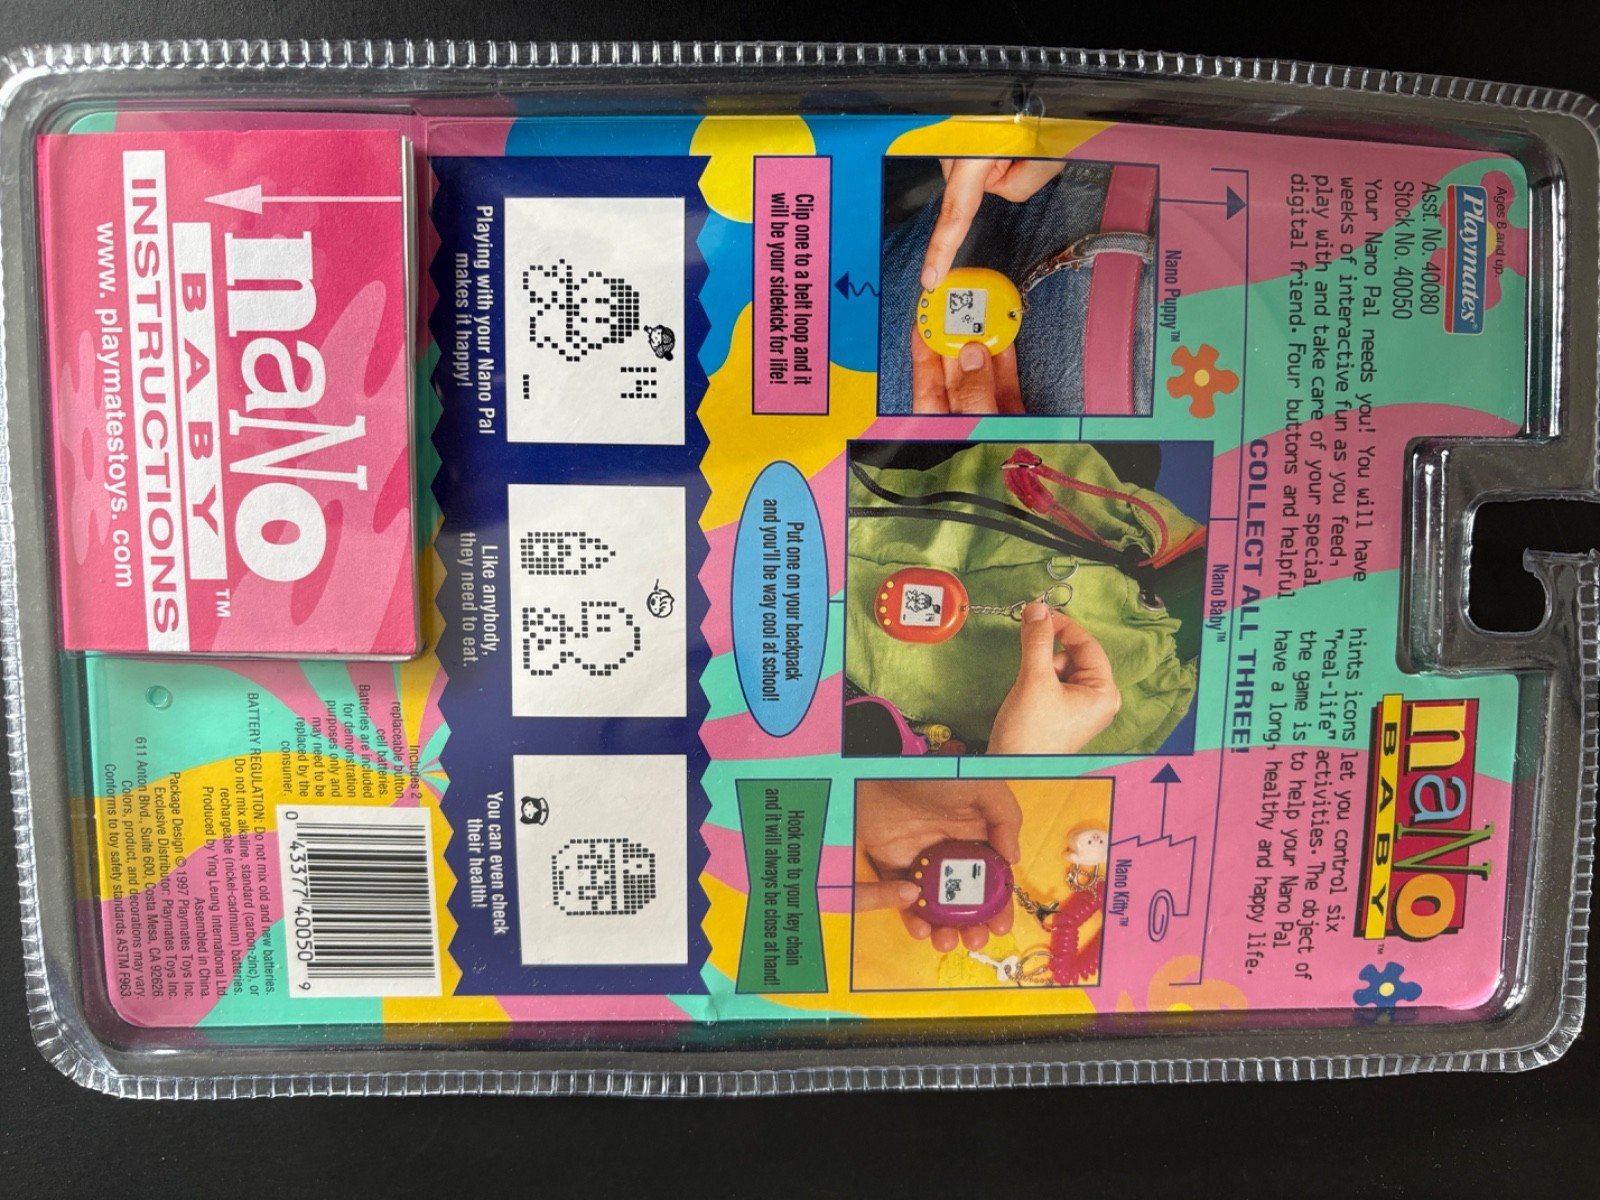 Ages 8 and up.
Playmates®
Asst. No. 40080
Stock No. 40050
naNo
BABY™
Your Nano Pal needs you! You will have
weeks of interactive fun as you feed,
play with and take care of your special
digital friend. Four buttons and helpful
hints icons let you control six
"real-life" activities. The object of
the game is to help your Nano Pal
have a long, healthy and happy life.
COLLECT ALL THREE!
Nano Puppy™
Nano Baby™
Nano Kitty™
Clip one to a belt loop and it
will be your sidekick for life!
Put one on your backpack
and you'll be way cool at school!
Hook one to your key chain
and it will always be close at hand!
Playing with your Nano Pal
makes it happy!
Like anybody,
they need to eat.
You can even check
their health!
naNo
BABY™
INSTRUCTIONS
www.playmatestoys.com
Includes 2
replaceable button
cell batteries.
Batteries are included
for demonstration
purposes only and
may need to be
replaced by the
consumer.
0 43377 40050 9
BATTERY REGULATION: Do not mix old and new batteries.
Do not mix alkaline, standard (carbon-zinc), or
rechargeable (nickel-cadmium) batteries.
Produced by Ying Leung International Ltd.
Assembled in China.
Package Design © 1997 Playmates Toys Inc.
Exclusive Distributor: Playmates Toys Inc.
611 Anton Blvd., Suite 600, Costa Mesa, CA 92626
Colors, product, and decorations may vary.
Conforms to toy safety standards ASTM F963.